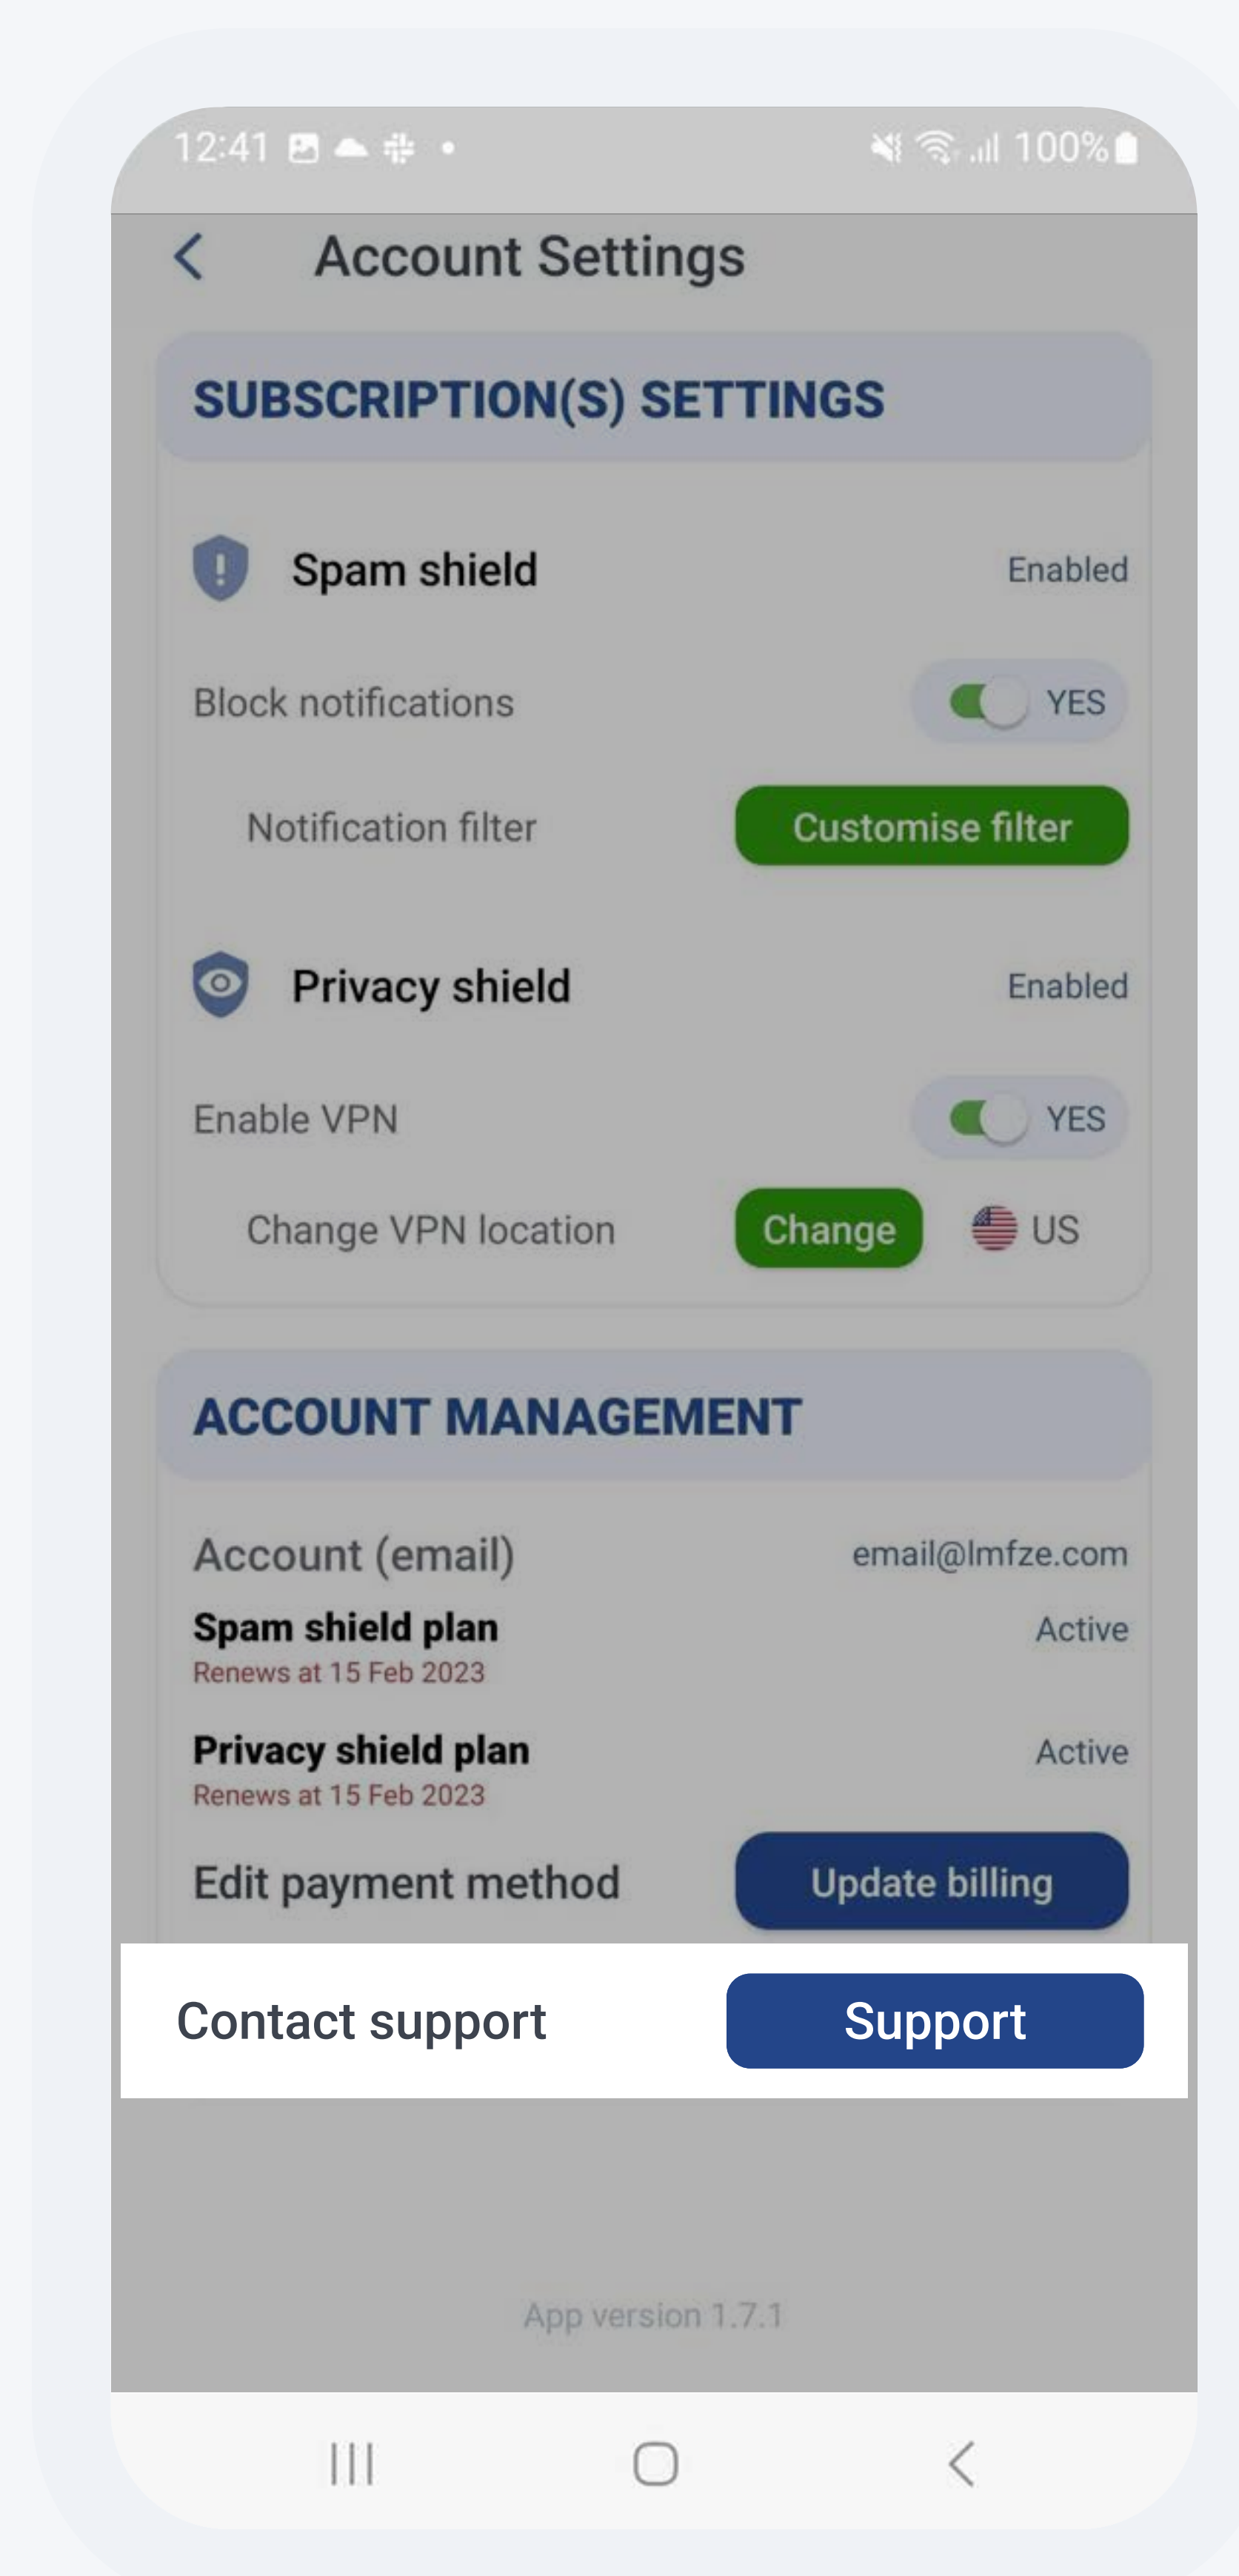 12:41 100%
Account Settings
SUBSCRIPTION(S) SETTINGS
Spam shield Enabled
Block notifications YES
Notification filter Customise filter
Privacy shield Enabled
Enable VPN YES
Change VPN location Change US
ACCOUNT MANAGEMENT
Account (email) email@lmfze.com
Spam shield plan Active
Renews at 15 Feb 2023
Privacy shield plan Active
Renews at 15 Feb 2023
Edit payment method Update billing
Contact support Support
App version 1.7.1